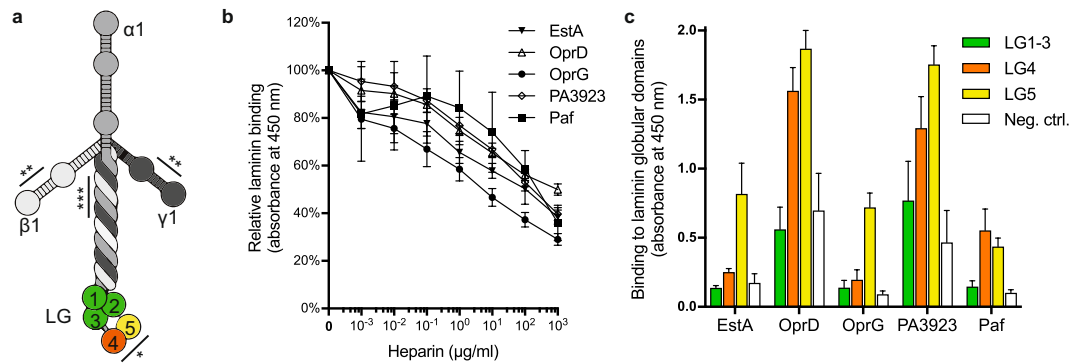 a
α1
**
**
***
β1
γ1
LG
1
2
3
5
4
*
b
120%
100%
80%
60%
40%
20%
0%
Relative laminin binding
(absorbance at 450 nm)
EstA
OprD
OprG
PA3923
Paf
0 10⁻³ 10⁻² 10⁻¹ 10⁰ 10¹ 10² 10³
Heparin (µg/ml)
c
2.0
1.5
1.0
0.5
0.0
Binding to laminin globular domains
(absorbance at 450 nm)
LG1-3
LG4
LG5
Neg. ctrl.
EstA OprD OprG PA3923 Paf